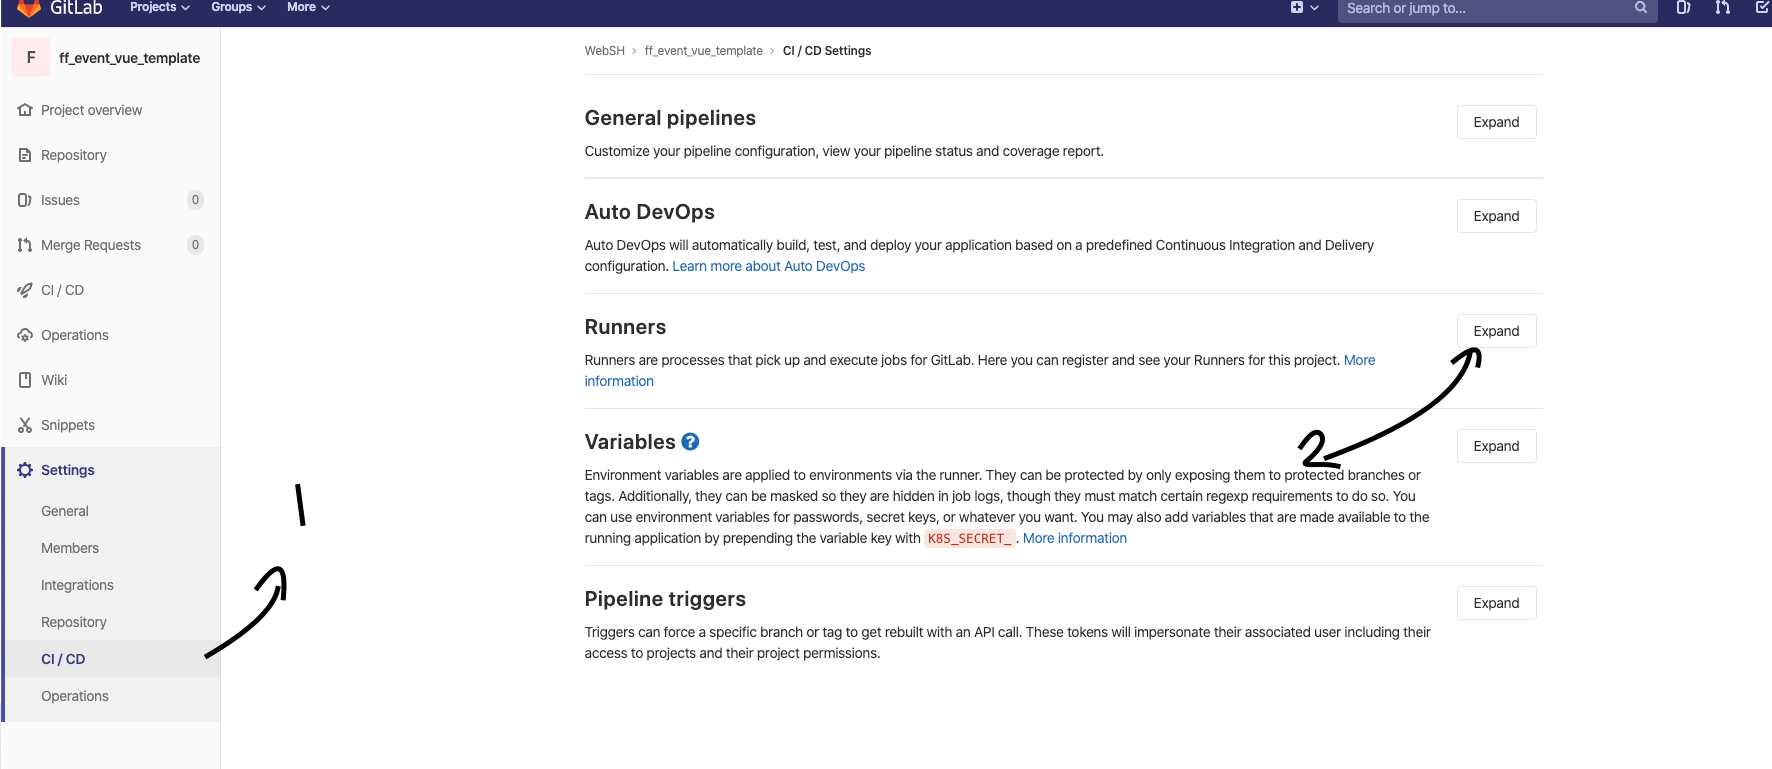 GitLab Projects Groups More Search or jump to...
F ff_event_vue_template
Project overview
Repository
Issues 0
Merge Requests 0
CI / CD
Operations
Wiki
Snippets
Settings
General
Members
Integrations
Repository
CI / CD
Operations
1
WebSH › ff_event_vue_template › CI / CD Settings
General pipelines
Expand
Customize your pipeline configuration, view your pipeline status and coverage report.
Auto DevOps
Expand
Auto DevOps will automatically build, test, and deploy your application based on a predefined Continuous Integration and Delivery
configuration. Learn more about Auto DevOps
Runners
Expand
Runners are processes that pick up and execute jobs for GitLab. Here you can register and see your Runners for this project. More
information
2
Variables ?
Expand
Environment variables are applied to environments via the runner. They can be protected by only exposing them to protected branches or
tags. Additionally, they can be masked so they are hidden in job logs, though they must match certain regexp requirements to do so. You
can use environment variables for passwords, secret keys, or whatever you want. You may also add variables that are made available to the
running application by prepending the variable key with K8S_SECRET_. More information
Pipeline triggers
Expand
Triggers can force a specific branch or tag to get rebuilt with an API call. These tokens will impersonate their associated user including their
access to projects and their project permissions.